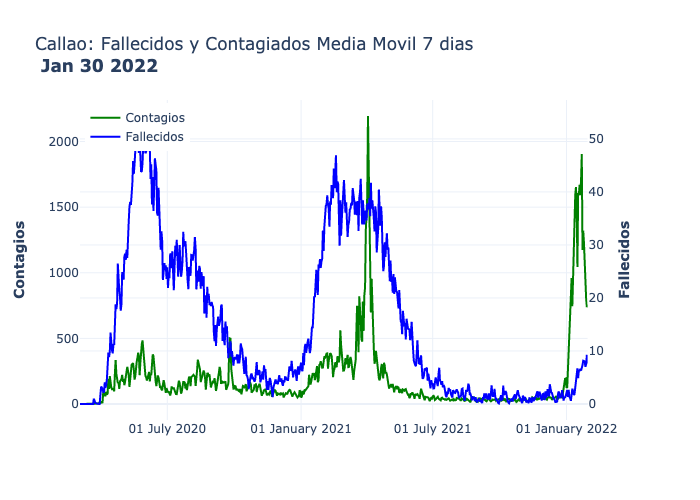 Callao: Fallecidos y Contagiados Media Movil 7 dias
Jan 30 2022
Contagios
Fallecidos
2000
1500
1000
500
0
Contagios
50
40
30
20
10
0
Fallecidos
01 July 2020
01 January 2021
01 July 2021
01 January 2022